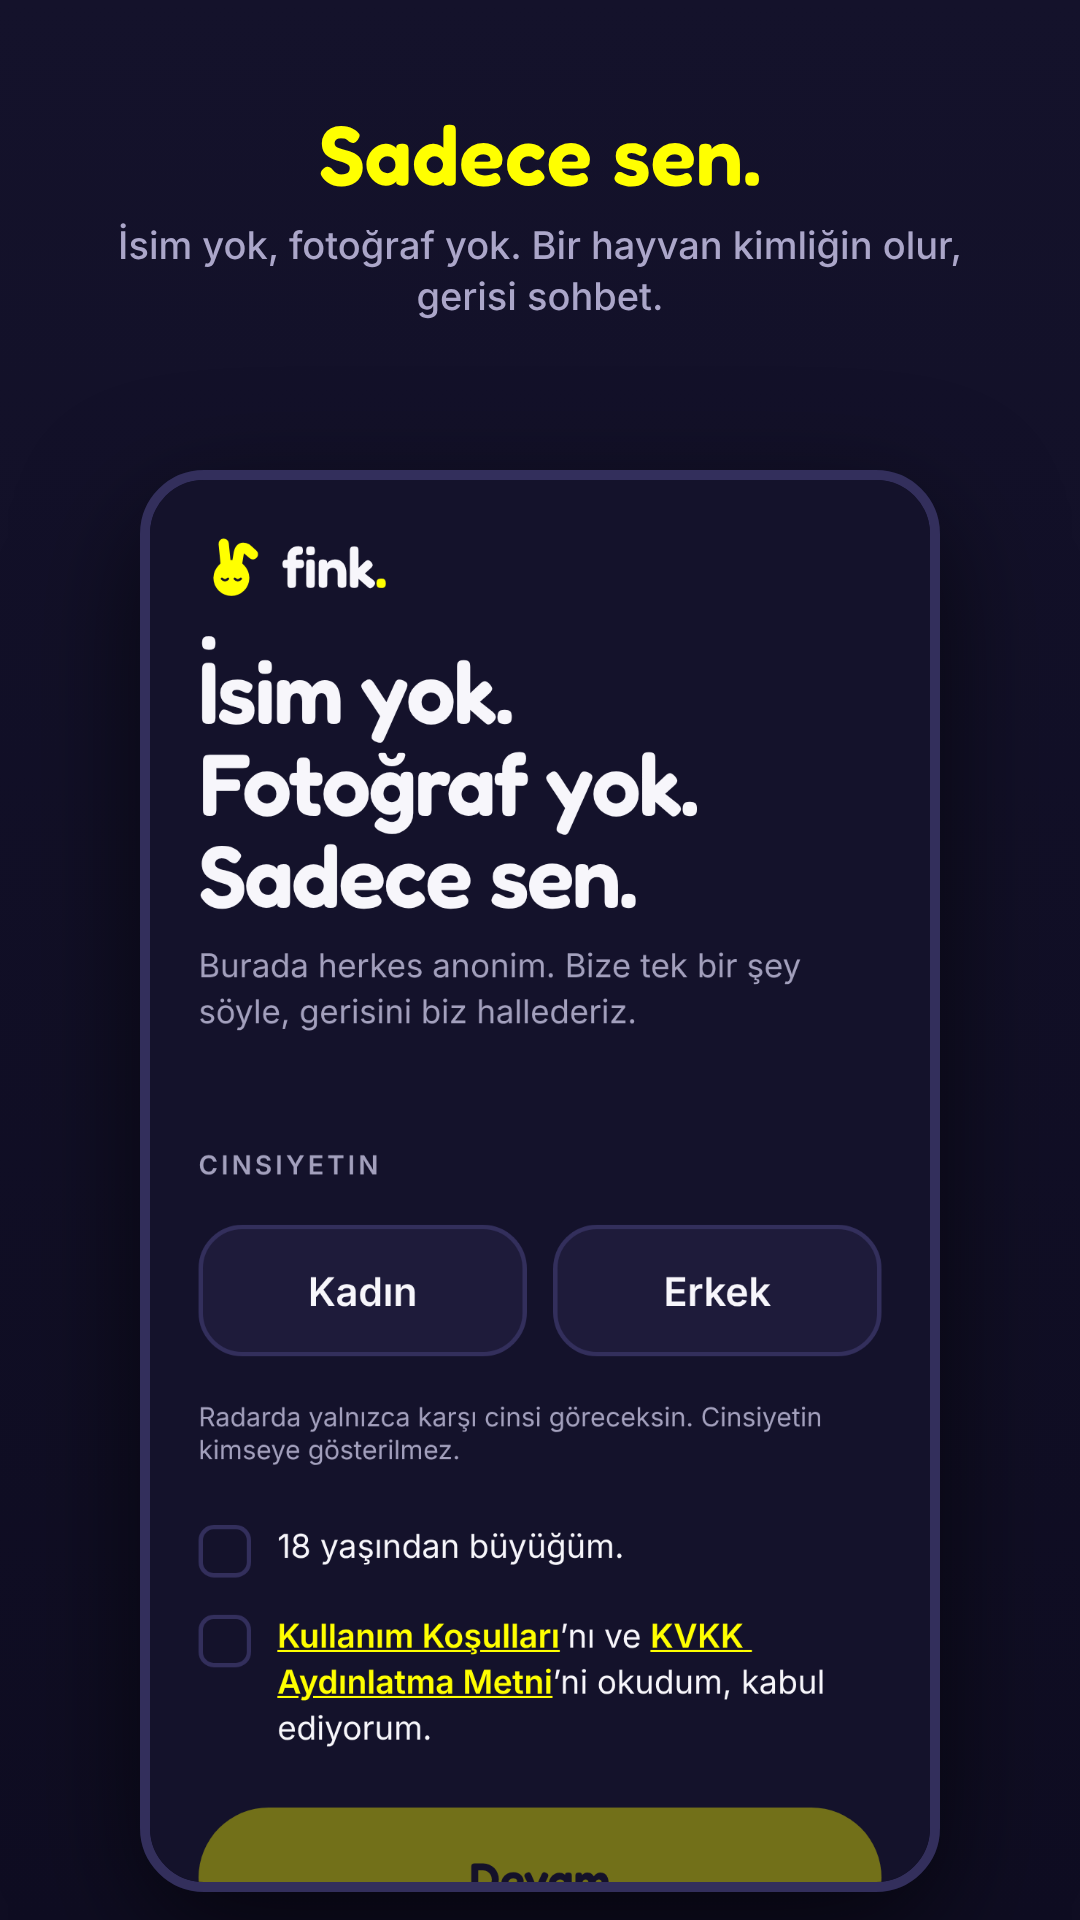 Sadece sen.
İsim yok, fotoğraf yok. Bir hayvan kimliğin olur,
gerisi sohbet.
fink.
İsim yok.
Fotoğraf yok.
Sadece sen.
Burada herkes anonim. Bize tek bir şey
söyle, gerisini biz hallederiz.
CINSIYETIN
Kadın
Erkek
Radarda yalnızca karşı cinsi göreceksin. Cinsiyetin
kimseye gösterilmez.
18 yaşından büyüğüm.
Kullanım Koşulları’nı ve KVKK
Aydınlatma Metni’ni okudum, kabul
ediyorum.
Devam